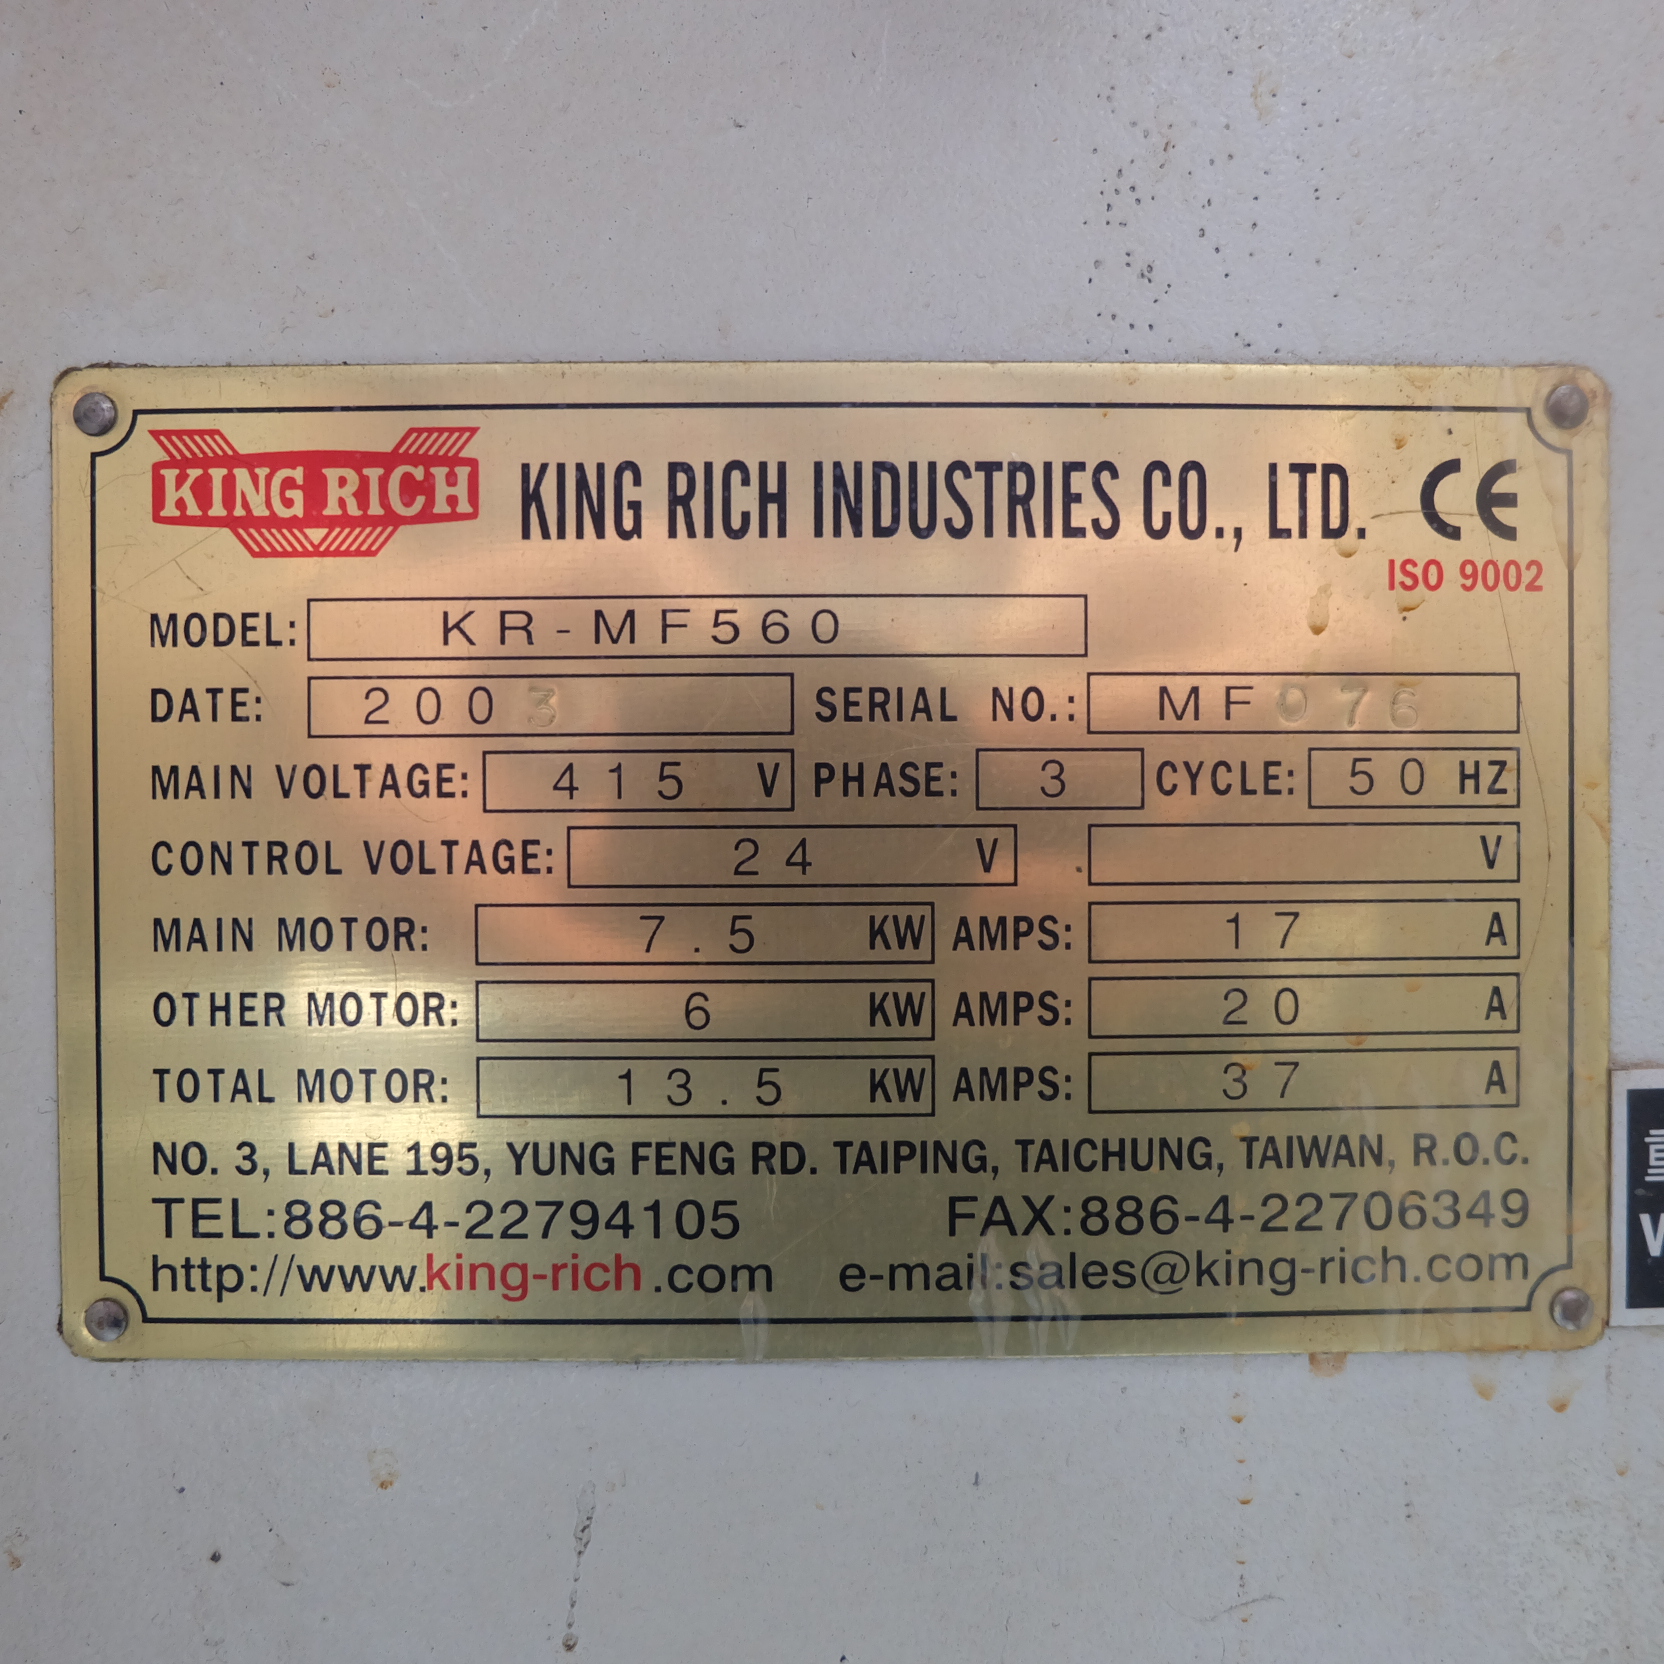 KING RICH KING RICH INDUSTRIES CO., LTD. CE
ISO 9002
MODEL: KR-MF560
DATE: 2003 SERIAL NO.: MF076
MAIN VOLTAGE: 415 V PHASE: 3 CYCLE: 50 HZ
CONTROL VOLTAGE: 24 V . V
MAIN MOTOR: 7.5 KW AMPS: 17 A
OTHER MOTOR: 6 KW AMPS: 20 A
TOTAL MOTOR: 13.5 KW AMPS: 37 A
NO. 3, LANE 195, YUNG FENG RD. TAIPING, TAICHUNG, TAIWAN, R.O.C.
TEL:886-4-22794105 FAX:886-4-22706349
http://www.king-rich.com e-mail:sales@king-rich.com